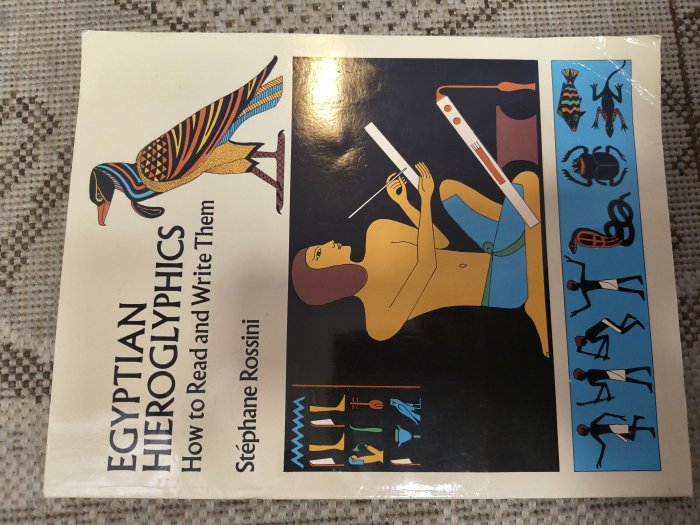 EGYPTIAN
HIEROGLYPHICS
How to Read and Write Them
Stéphane Rossini